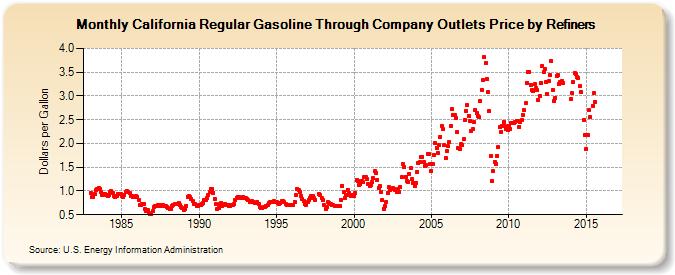 Monthly California Regular Gasoline Through Company Outlets Price by Refiners
Dollars per Gallon
4.0
3.5
3.0
2.5
2.0
1.5
1.0
0.5
1985 1990 1995 2000 2005 2010 2015
Source: U.S. Energy Information Administration